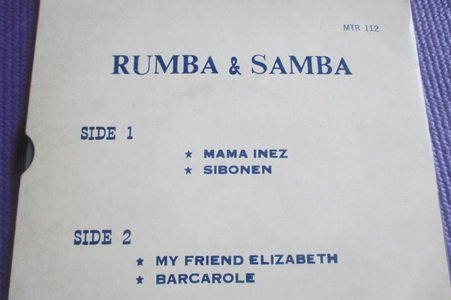 MTR 112
RUMBA & SAMBA
SIDE 1
★ MAMA INEZ
★ SIBONEN
SIDE 2
★ MY FRIEND ELIZABETH
★ BARCAROLE